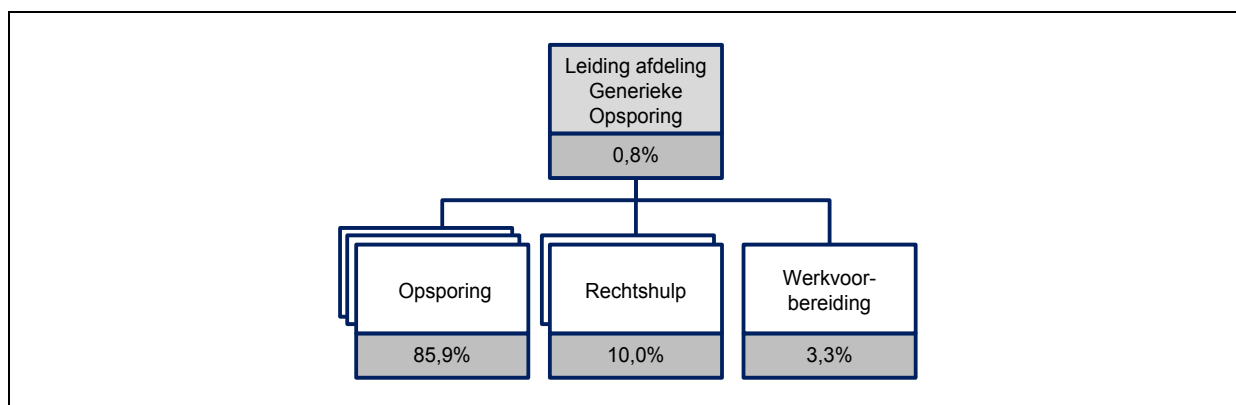 Leiding afdeling
Generieke
Opsporing
0,8%
Opsporing
85,9%
Rechtshulp
10,0%
Werkvoor-
bereiding
3,3%